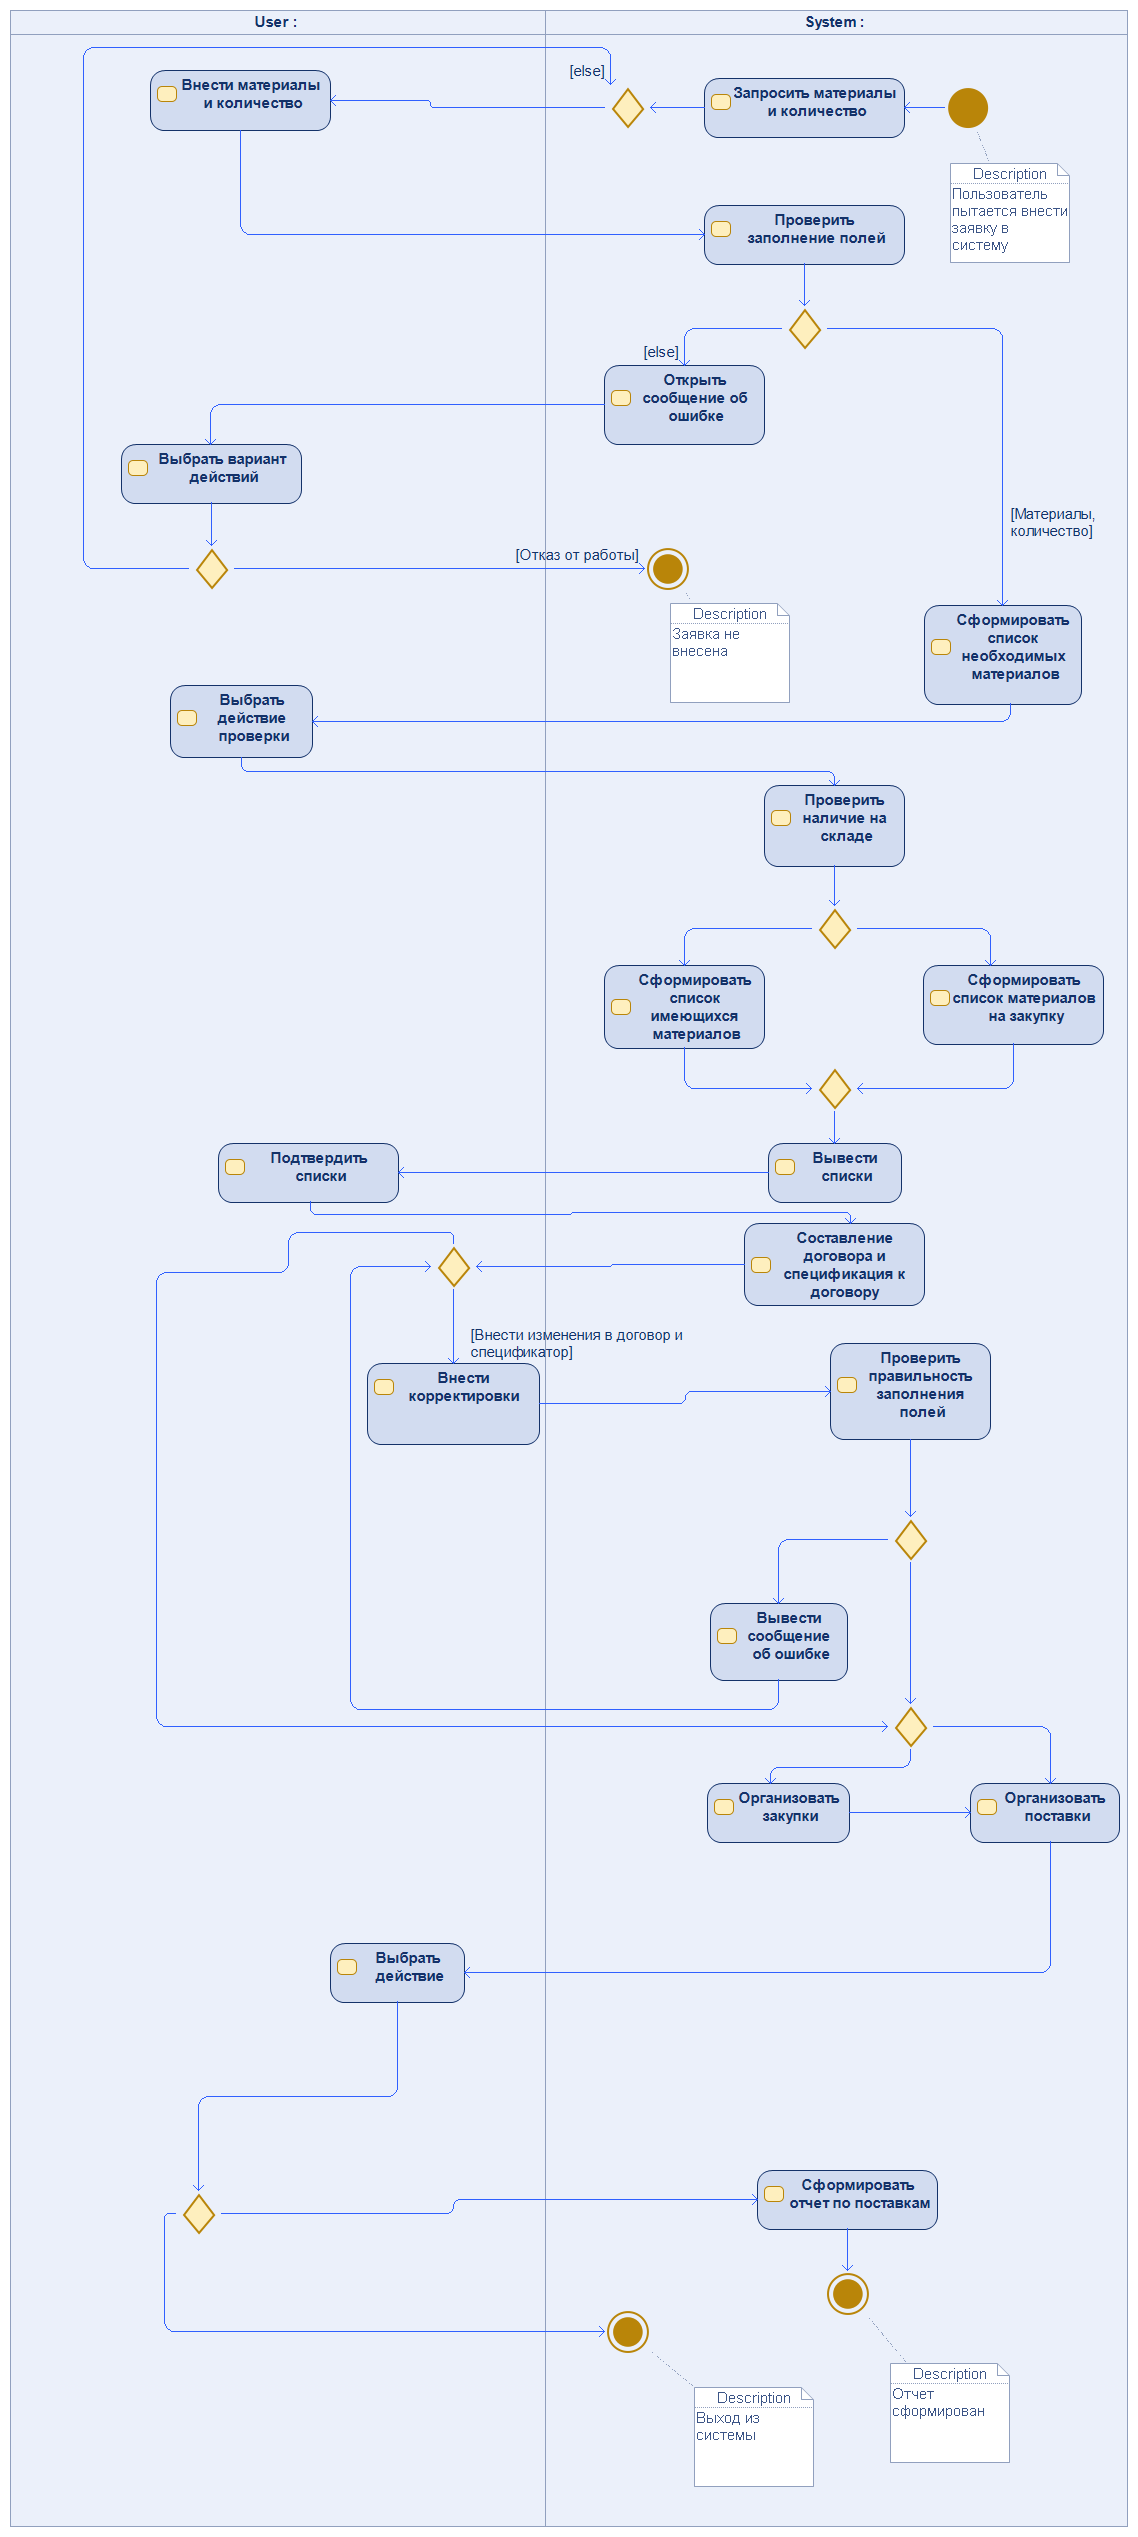 User :
System :
[else]
Внести материалы
и количество
Запросить материалы
и количество
Description
Пользователь
пытается внести
заявку в
систему
Проверить
заполнение полей
[else]
Открыть
сообщение об
ошибке
Выбрать вариант
действий
[Материалы,
количество]
[Отказ от работы]
Description
Заявка не
внесена
Сформировать
список
необходимых
материалов
Выбрать
действие
проверки
Проверить
наличие на
складе
Сформировать
список
имеющихся
материалов
Сформировать
список материалов
на закупку
Подтвердить
списки
Вывести
списки
Составление
договора и
спецификация к
договору
[Внести изменения в договор и
спецификатор]
Внести
корректировки
Проверить
правильность
заполнения
полей
Вывести
сообщение
об ошибке
Организовать
закупки
Организовать
поставки
Выбрать
действие
Сформировать
отчет по поставкам
Description
Отчет
сформирован
Description
Выход из
системы